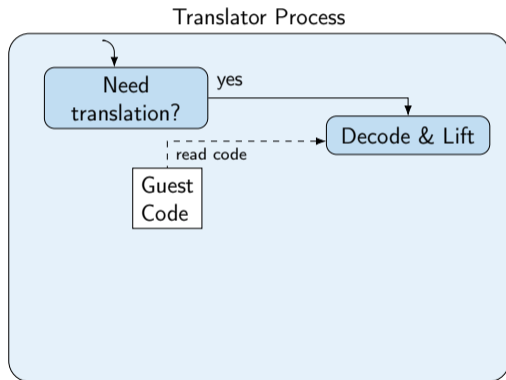 Translator Process
Need
translation?
yes
Decode & Lift
read code
Guest
Code